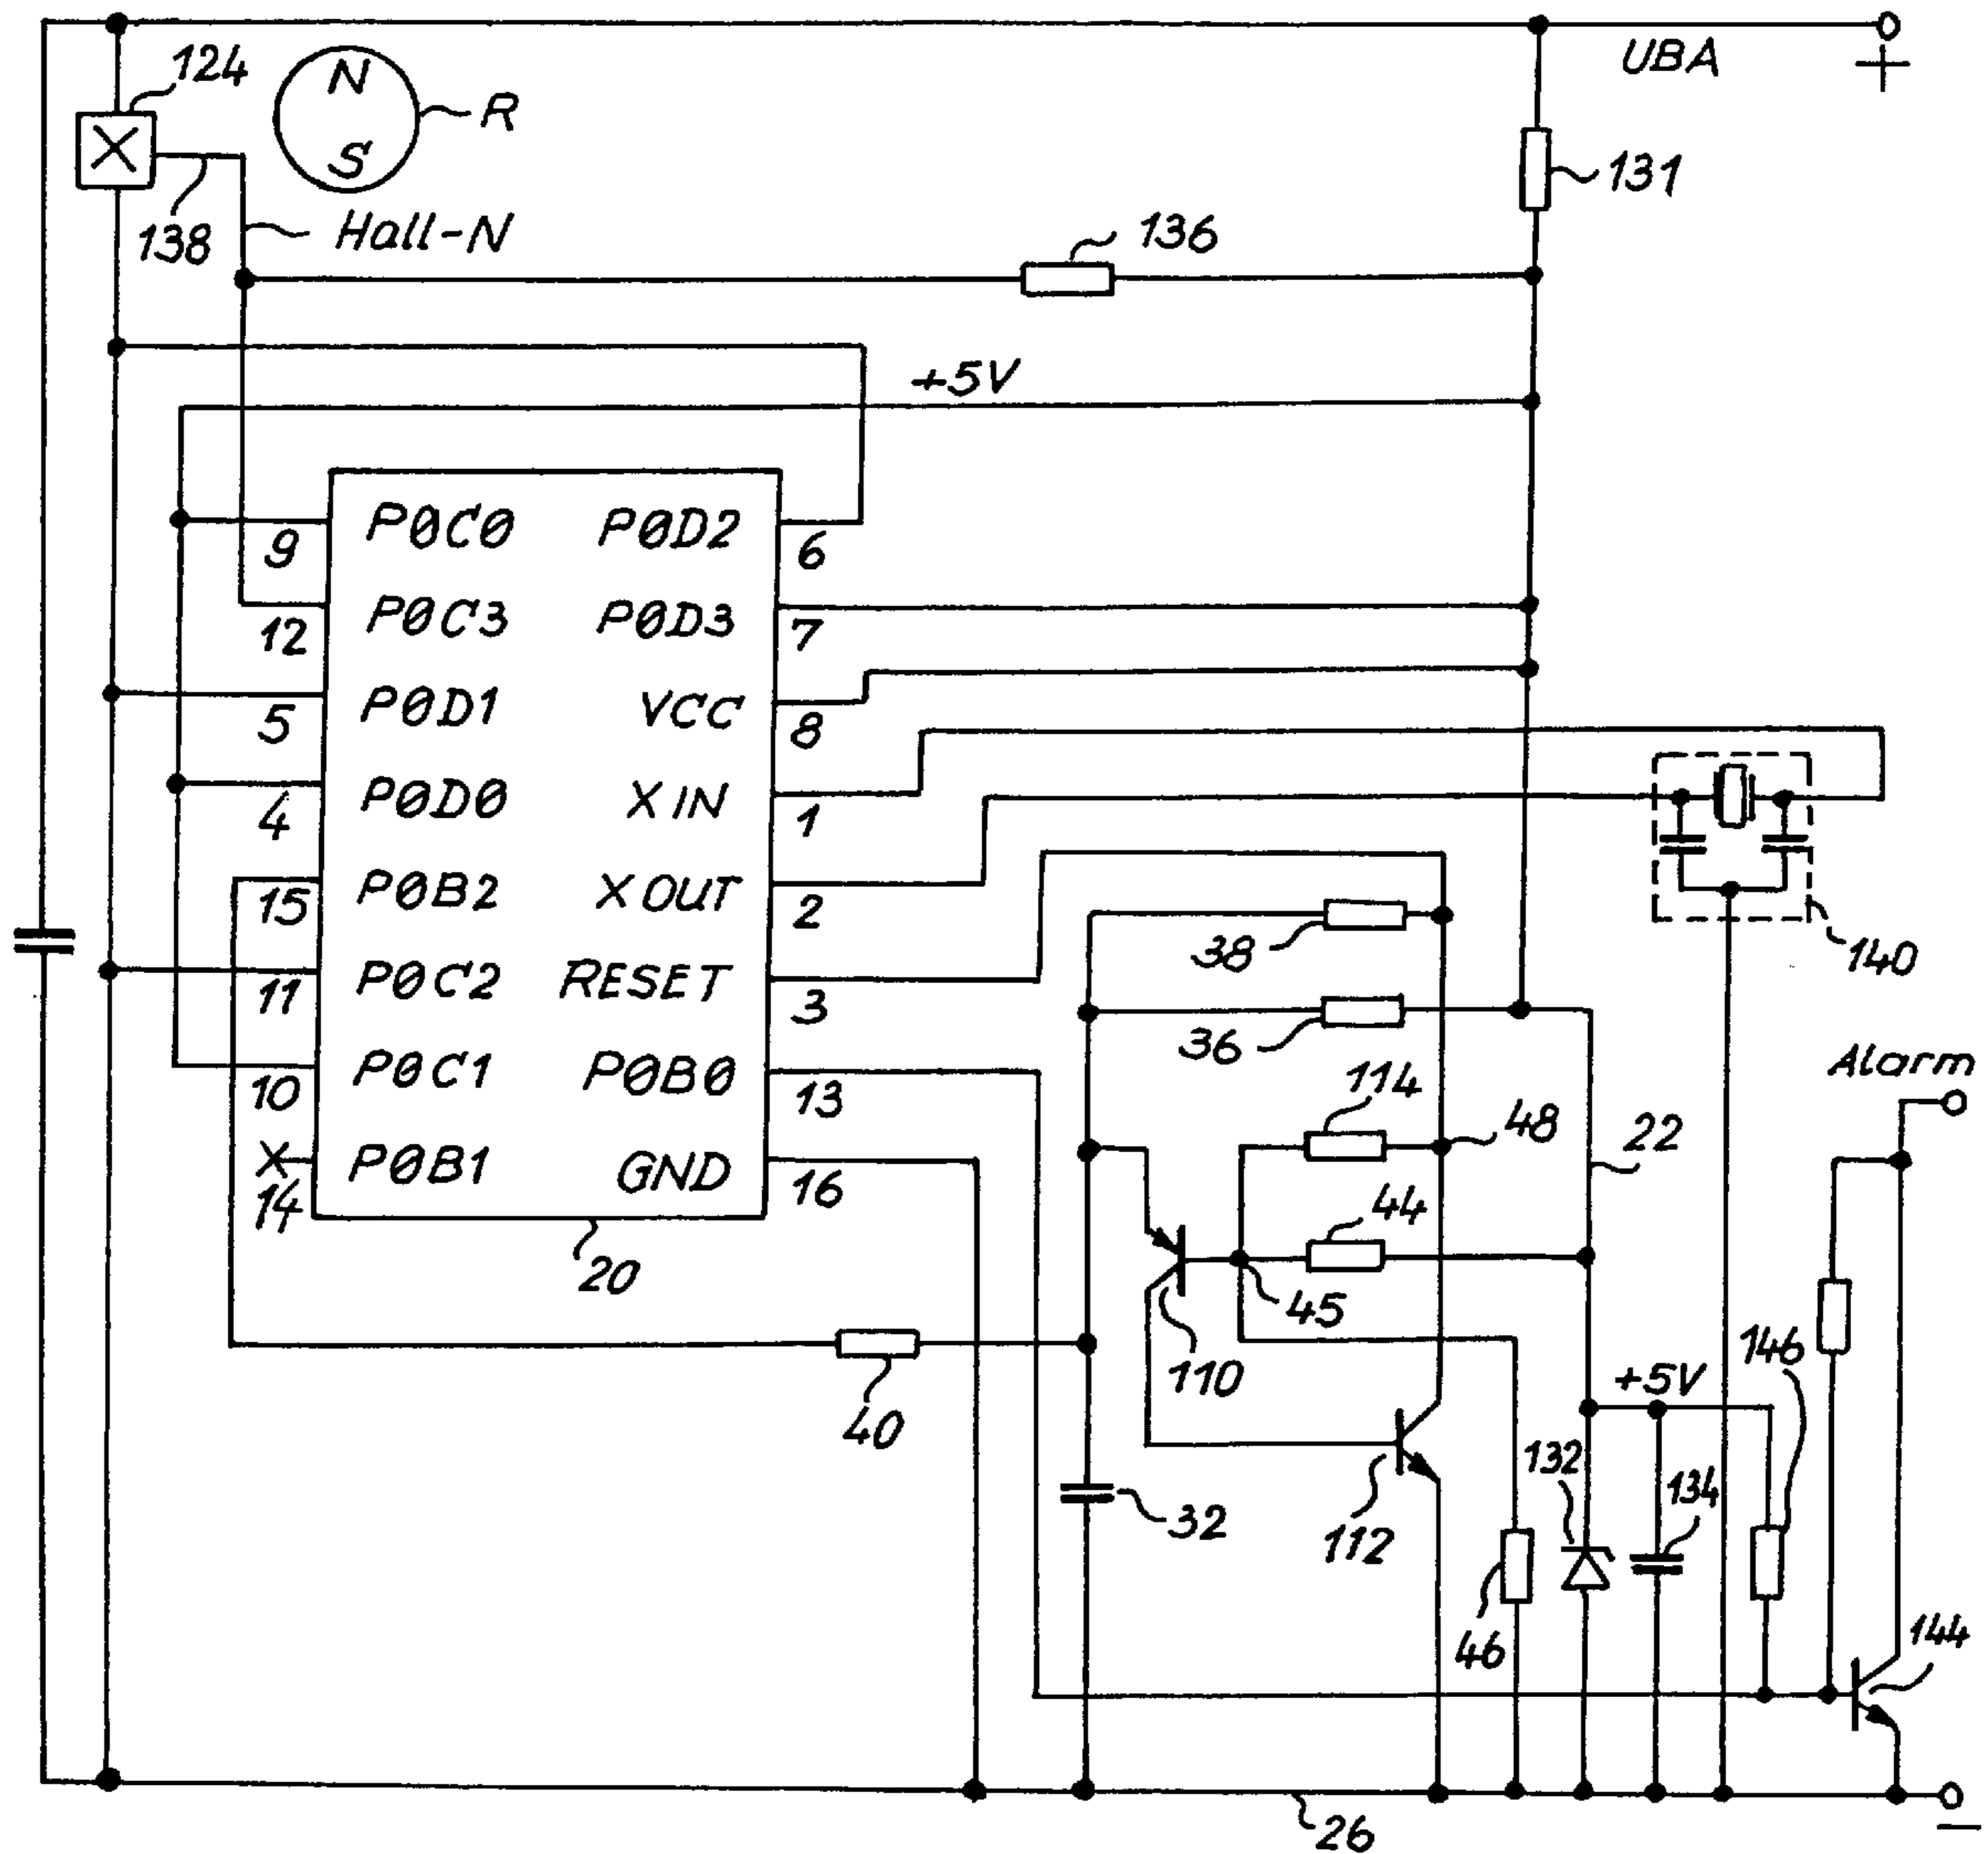 UBA
+
124
N
S
R
131
138
Hall-N
136
+5V
P0C0
P0D2
9
6
P0C3
P0D3
12
7
P0D1
VCC
5
8
P0D0
XIN
4
1
P0B2
XOUT
15
2
38
140
P0C2
RESET
11
3
36
Alarm
P0C1
P0B0
10
13
114
48
22
X
P0B1
GND
14
16
44
20
45
110
146
+5V
40
132
134
32
112
46
144
26
−